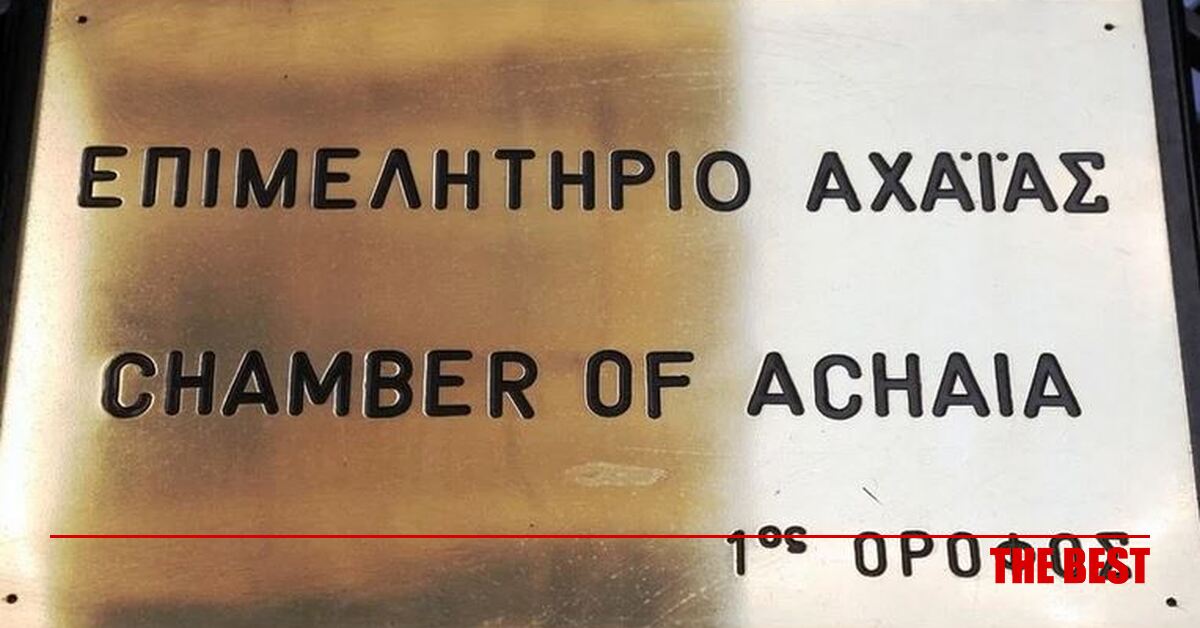 ΕΠΙΜΕΛΗΤΗΡΙΟ ΑΧΑΪΑΣ
CHAMBER OF ACHAIA
1ος ΟΡΟΦΟΣ
THE BEST